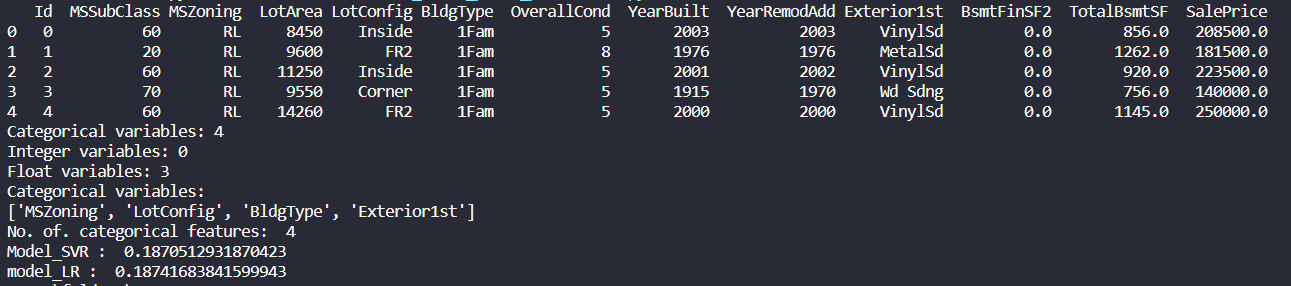 Id MSSubClass MSZoning LotArea LotConfig BldgType OverallCond YearBuilt YearRemodAdd Exterior1st BsmtFinSF2 TotalBsmtSF SalePrice
0 0 60 RL 8450 Inside 1Fam 5 2003 2003 VinylSd 0.0 856.0 208500.0
1 1 20 RL 9600 FR2 1Fam 8 1976 1976 MetalSd 0.0 1262.0 181500.0
2 2 60 RL 11250 Inside 1Fam 5 2001 2002 VinylSd 0.0 920.0 223500.0
3 3 70 RL 9550 Corner 1Fam 5 1915 1970 Wd Sdng 0.0 756.0 140000.0
4 4 60 RL 14260 FR2 1Fam 5 2000 2000 VinylSd 0.0 1145.0 250000.0
Categorical variables: 4
Integer variables: 0
Float variables: 3
Categorical variables:
['MSZoning', 'LotConfig', 'BldgType', 'Exterior1st']
No. of. categorical features: 4
Model_SVR : 0.1870512931870423
model_LR : 0.18741683841599943